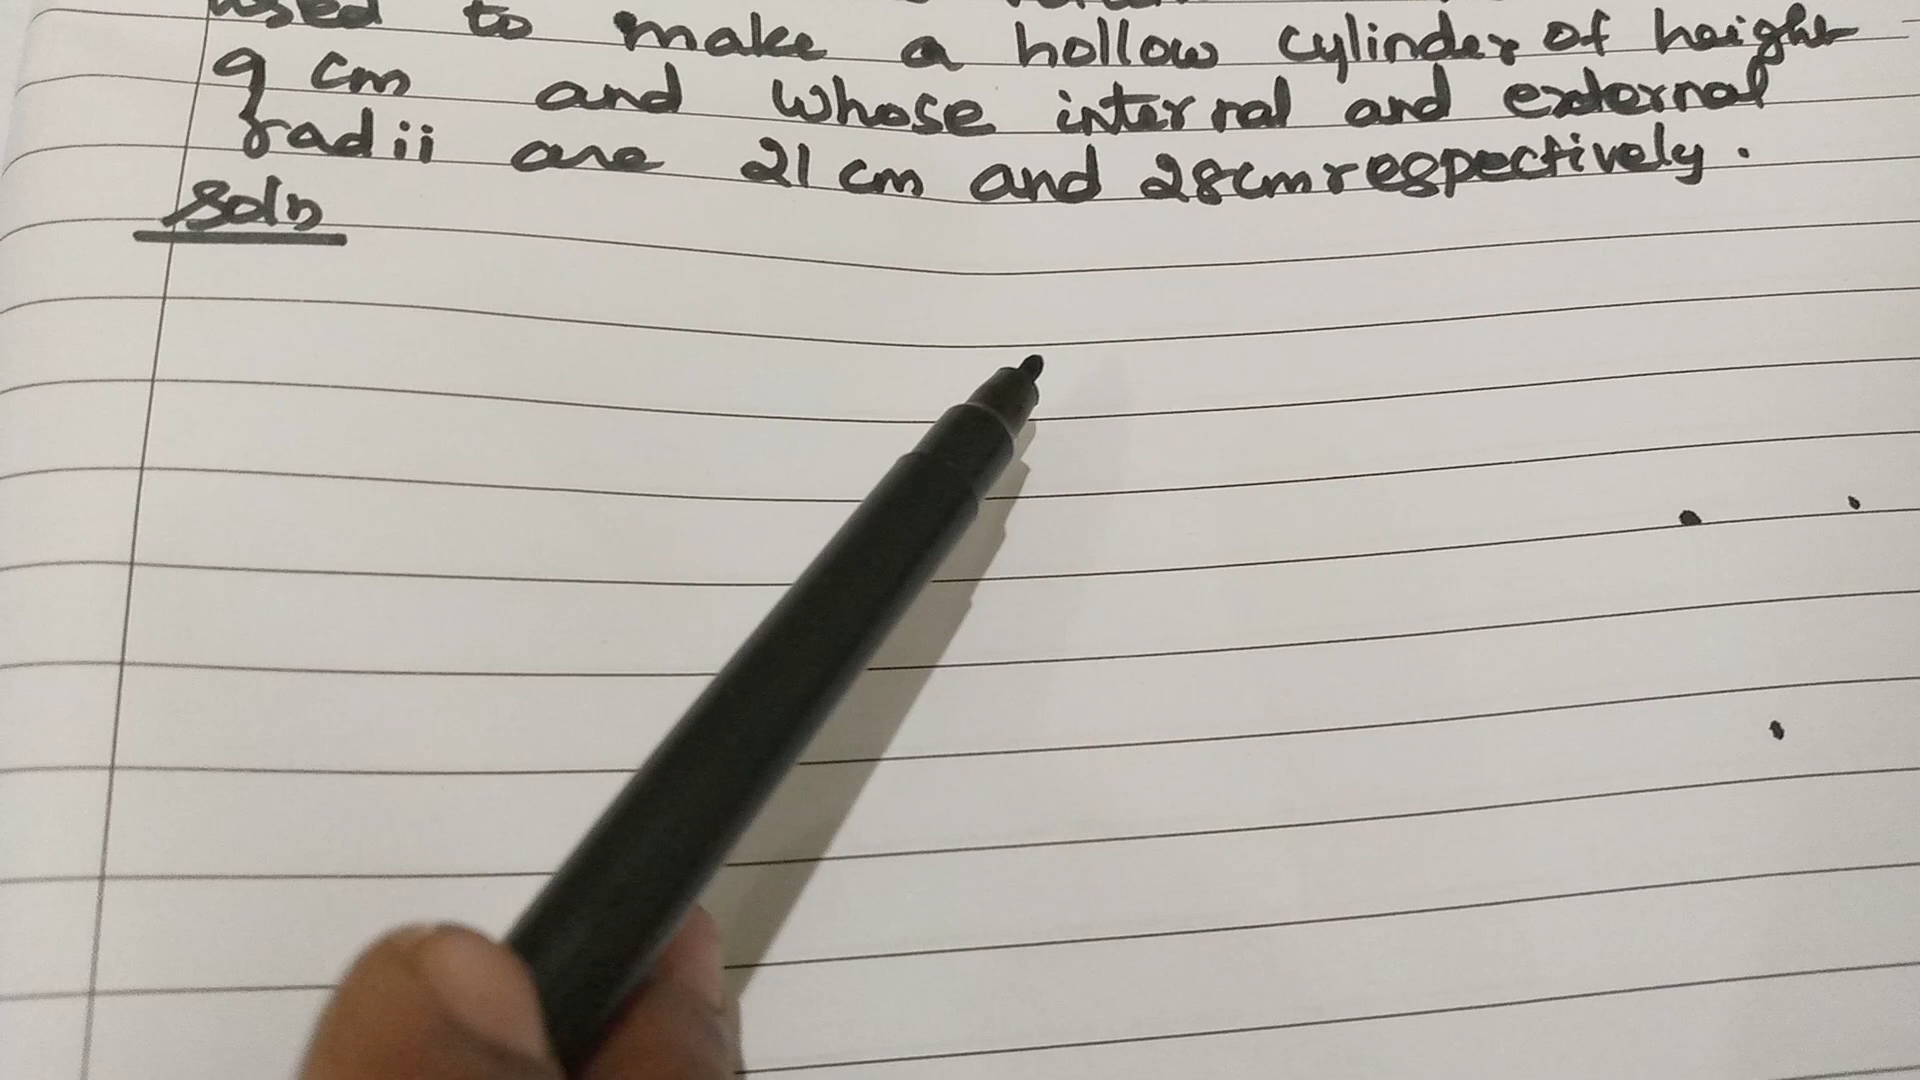 used to make a hollow cylinder of height
9 cm and whose internal and external
radii are 21 cm and 28cm respectively.
Soln